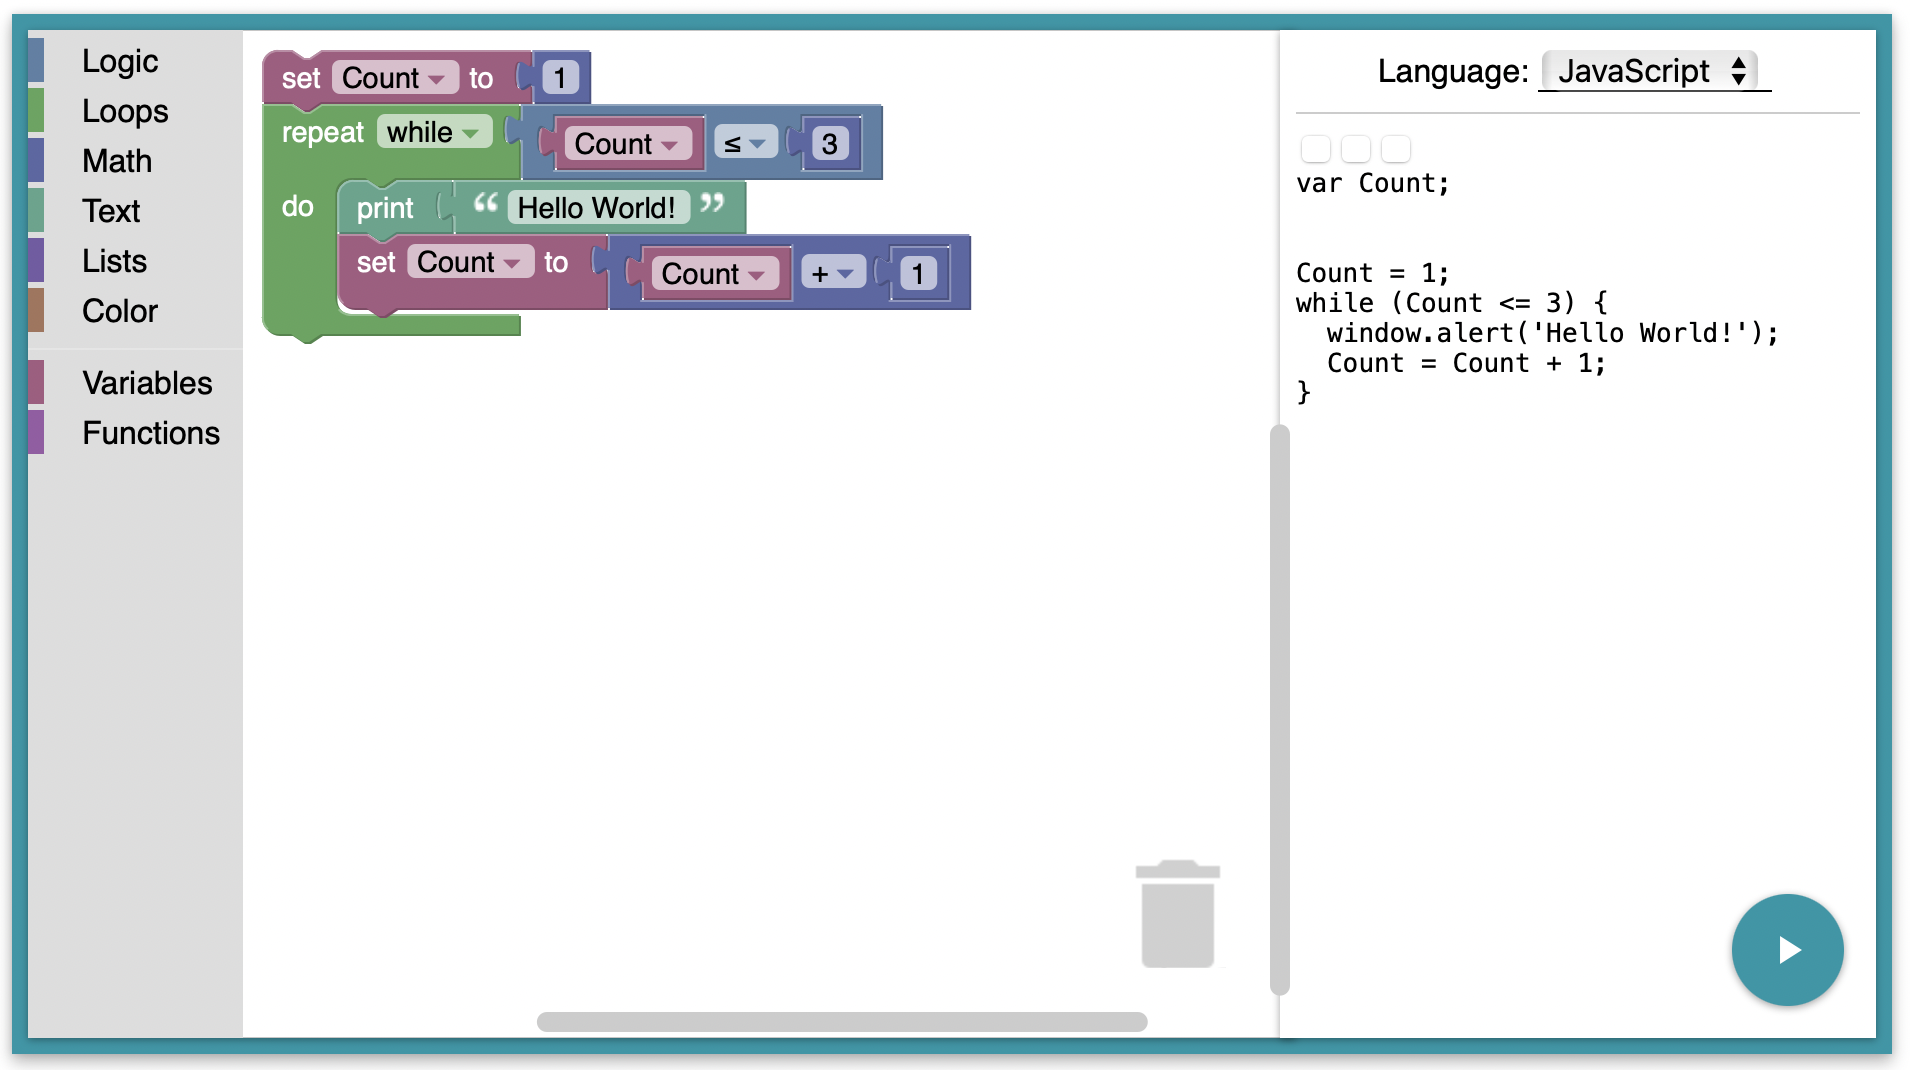 Logic
Loops
Math
Text
Lists
Color
Variables
Functions
set Count to 1
repeat while Count ≤ 3
do print “ Hello World! ”
set Count to Count + 1
Language: JavaScript
var Count;
Count = 1;
while (Count <= 3) {
  window.alert('Hello World!');
  Count = Count + 1;
}